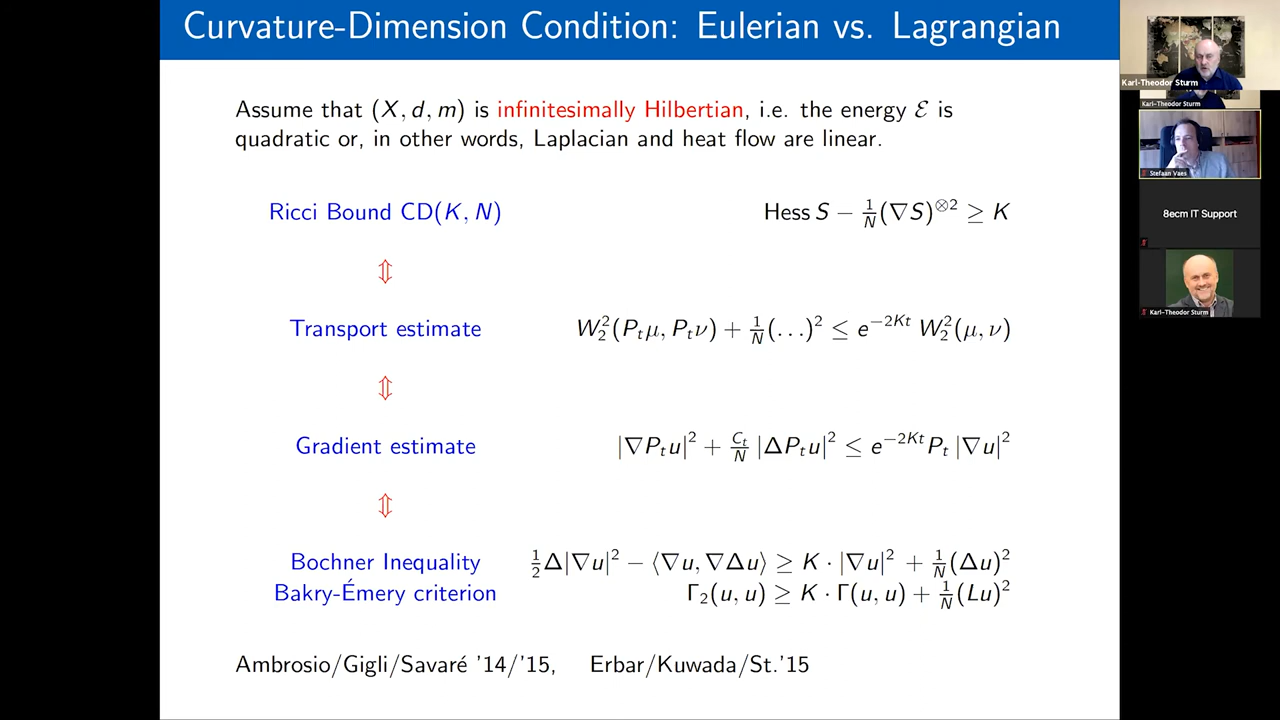 Curvature-Dimension Condition: Eulerian vs. Lagrangian
Assume that (X, d, m) is infinitesimally Hilbertian, i.e. the energy ℰ is
quadratic or, in other words, Laplacian and heat flow are linear.
Ricci Bound CD(K, N) Hess S − 1/N (∇S)^⊗2 ≥ K
⇕
Transport estimate W₂²(P_tμ, P_tν) + 1/N (…)² ≤ e^{−2Kt} W₂²(μ, ν)
⇕
Gradient estimate |∇P_t u|² + C_t/N |ΔP_t u|² ≤ e^{−2Kt} P_t |∇u|²
⇕
Bochner Inequality ½Δ|∇u|² − ⟨∇u, ∇Δu⟩ ≥ K · |∇u|² + 1/N (Δu)²
Bakry-Émery criterion Γ₂(u, u) ≥ K · Γ(u, u) + 1/N (Lu)²
Ambrosio/Gigli/Savaré '14/'15, Erbar/Kuwada/St.'15
Karl-Theodor Sturm
Karl-Theodor Sturm
Stefaan Vaes
8ecm IT Support
Karl-Theodor Sturm